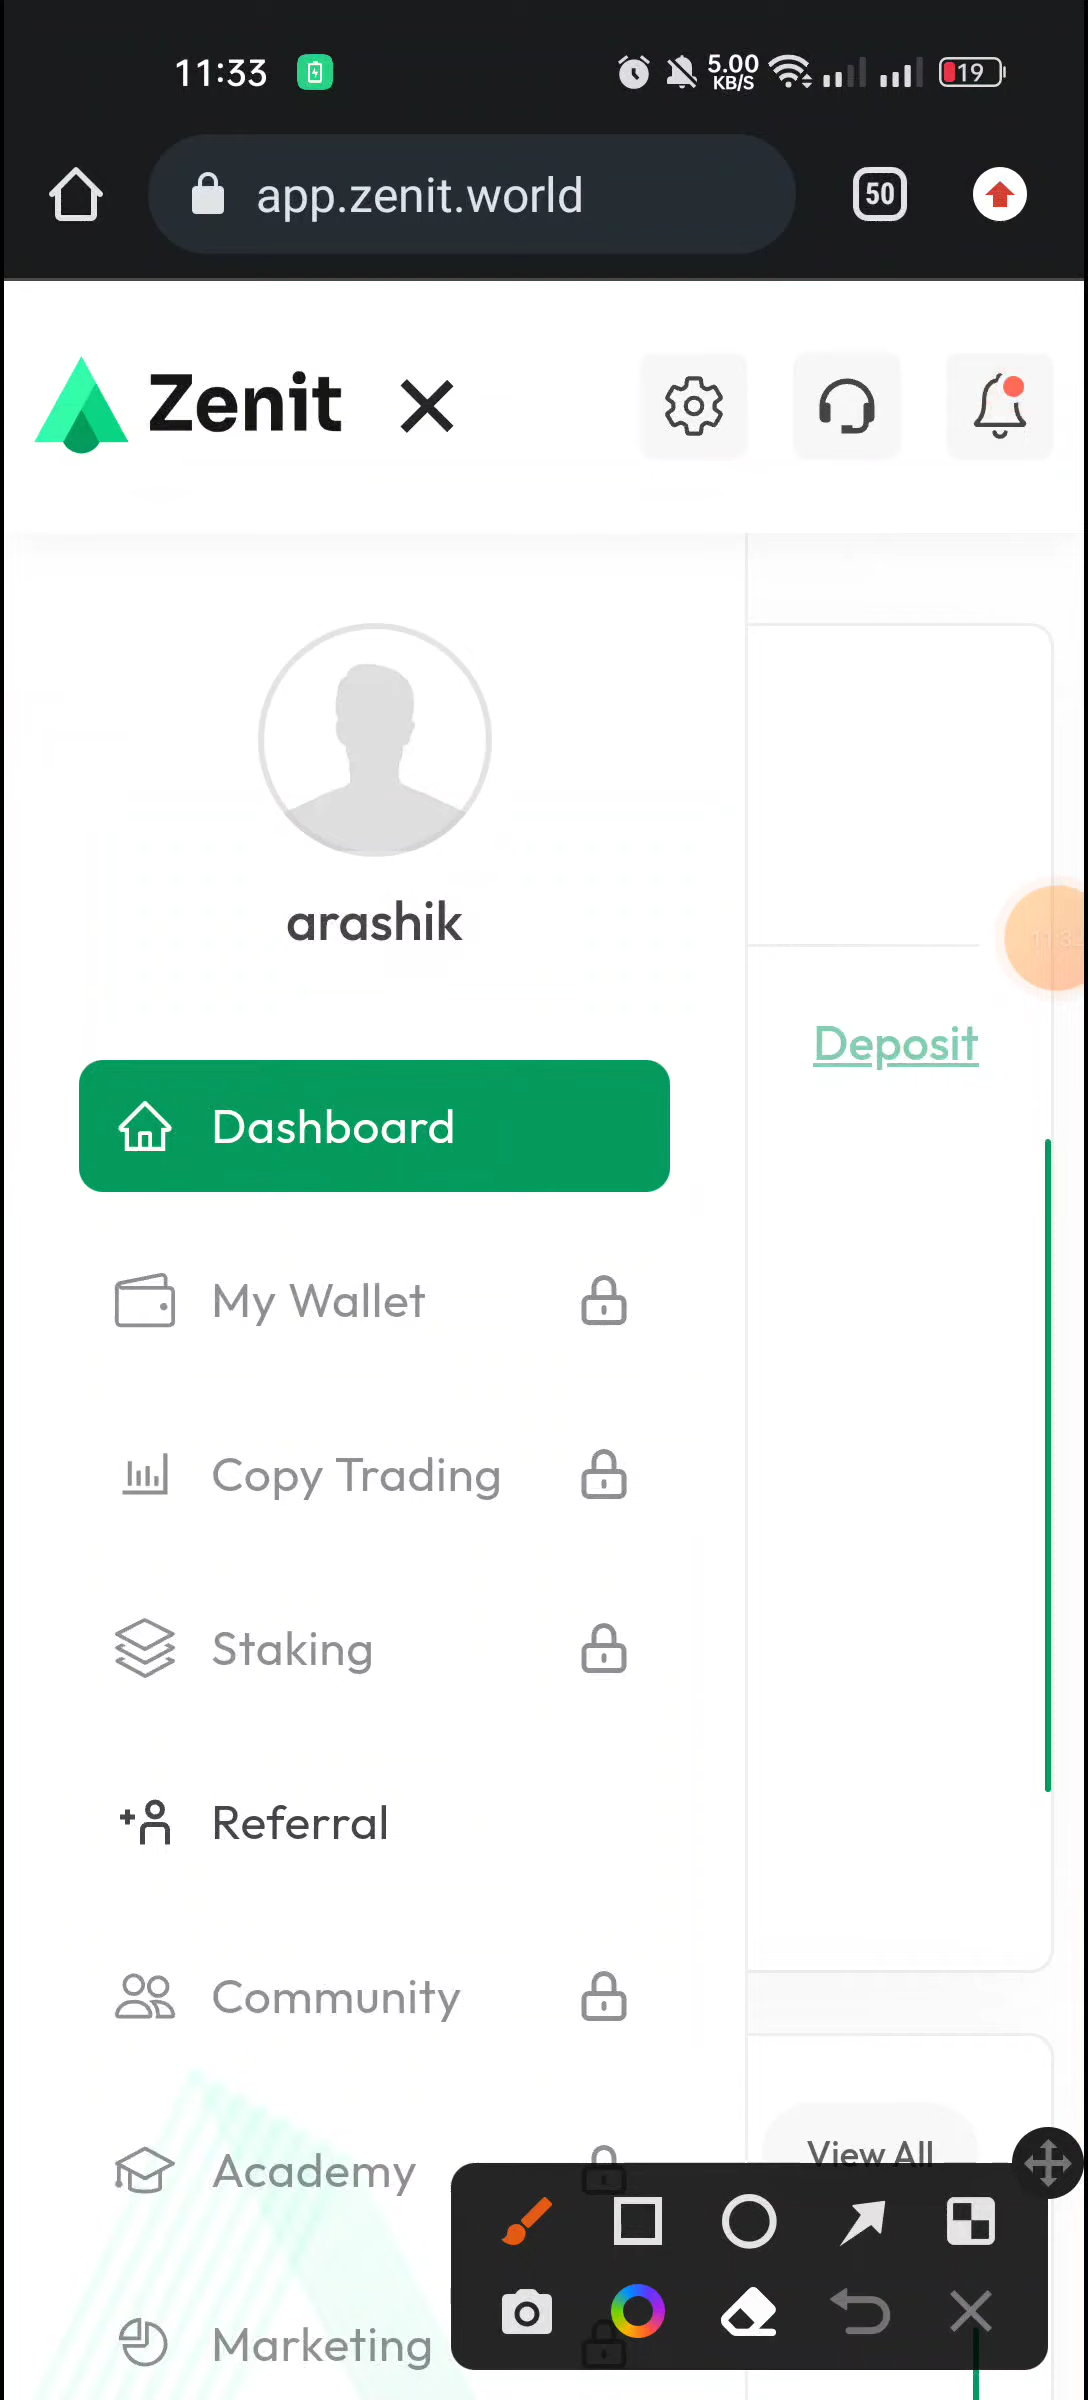 11:33
5.00
KB/S
19
app.zenit.world
50
Zenit
arashik
Deposit
Dashboard
My Wallet
Copy Trading
Staking
Referral
Community
View All
Academy
Marketing